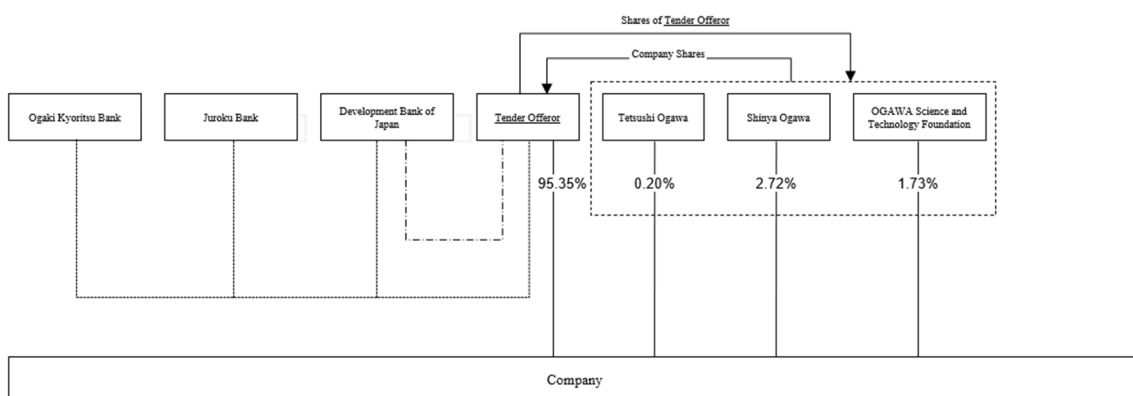 Shares of Tender Offeror
Company Shares
Ogaki Kyoritsu Bank
Juroku Bank
Development Bank of
Japan
Tender Offeror
Tetsushi Ogawa
Shinya Ogawa
OGAWA Science and
Technology Foundation
95.35%
0.20%
2.72%
1.73%
Company